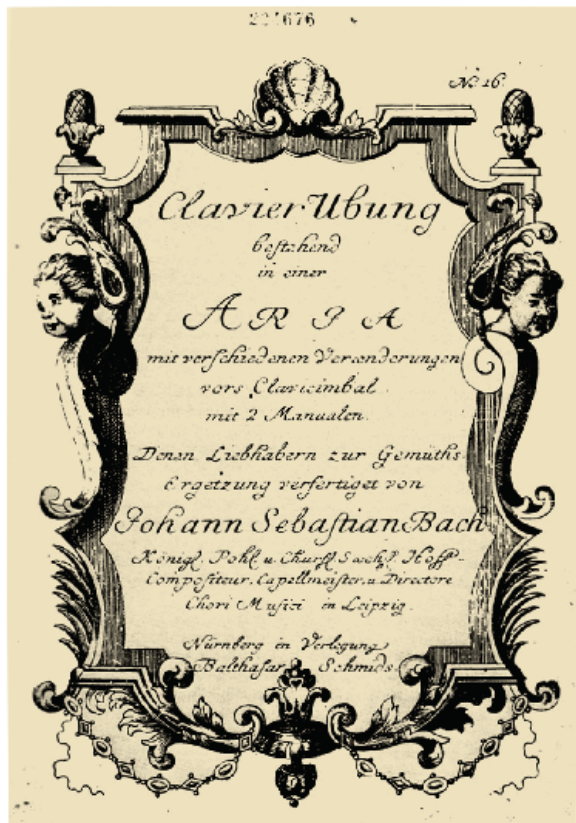 221676
No. 16.
Clavier Ubung
bestehend
in einer
ARIA
mit verschiedenen Verænderungen
vors Clavicimbal
mit 2 Manualen.
Denen Liebhabern zur Gemüths-
Ergetzung verfertiget von
Johann Sebastian Bach
Königl. Pohl. u. Churfl. Sæchs. Hoff-
Compositeur, Capellmeister, u. Directore
Chori Musici in Leipzig.
Nürnberg in Verlegung
Balthasar Schmids